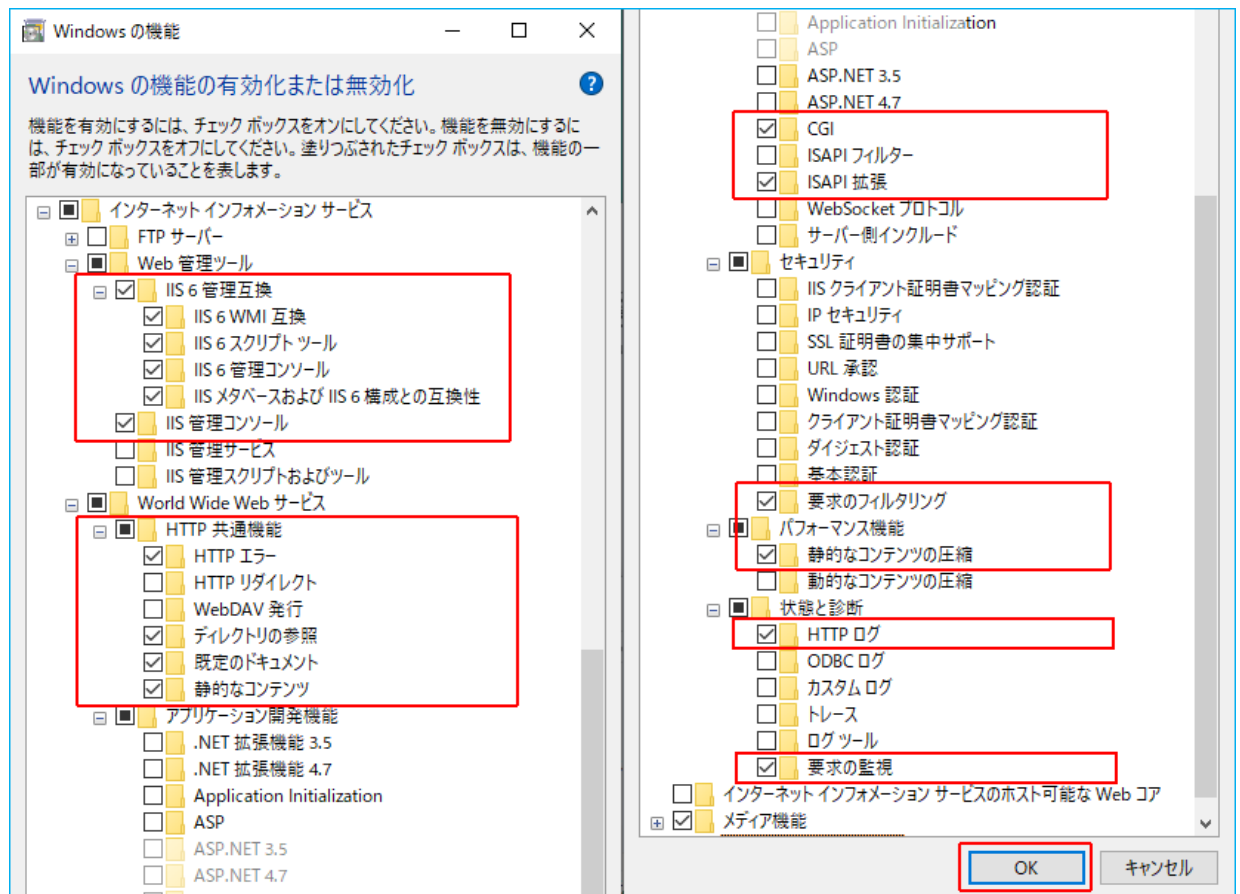 Windows の機能
Windows の機能の有効化または無効化
機能を有効にするには、チェック ボックスをオンにしてください。機能を無効にするに
は、チェック ボックスをオフにしてください。塗りつぶされたチェック ボックスは、機能の一
部が有効になっていることを表します。
インターネット インフォメーション サービス
FTP サーバー
Web 管理ツール
IIS 6 管理互換
IIS 6 WMI 互換
IIS 6 スクリプト ツール
IIS 6 管理コンソール
IIS メタベースおよび IIS 6 構成との互換性
IIS 管理コンソール
IIS 管理サービス
IIS 管理スクリプトおよびツール
World Wide Web サービス
HTTP 共通機能
HTTP エラー
HTTP リダイレクト
WebDAV 発行
ディレクトリの参照
既定のドキュメント
静的なコンテンツ
アプリケーション開発機能
.NET 拡張機能 3.5
.NET 拡張機能 4.7
Application Initialization
ASP
ASP.NET 3.5
ASP.NET 4.7
Application Initialization
ASP
ASP.NET 3.5
ASP.NET 4.7
CGI
ISAPI フィルター
ISAPI 拡張
WebSocket プロトコル
サーバー側インクルード
セキュリティ
IIS クライアント証明書マッピング認証
IP セキュリティ
SSL 証明書の集中サポート
URL 承認
Windows 認証
クライアント証明書マッピング認証
ダイジェスト認証
基本認証
要求のフィルタリング
パフォーマンス機能
静的なコンテンツの圧縮
動的なコンテンツの圧縮
状態と診断
HTTP ログ
ODBC ログ
カスタム ログ
トレース
ログ ツール
要求の監視
インターネット インフォメーション サービスのホスト可能な Web コア
メディア機能
OK
キャンセル